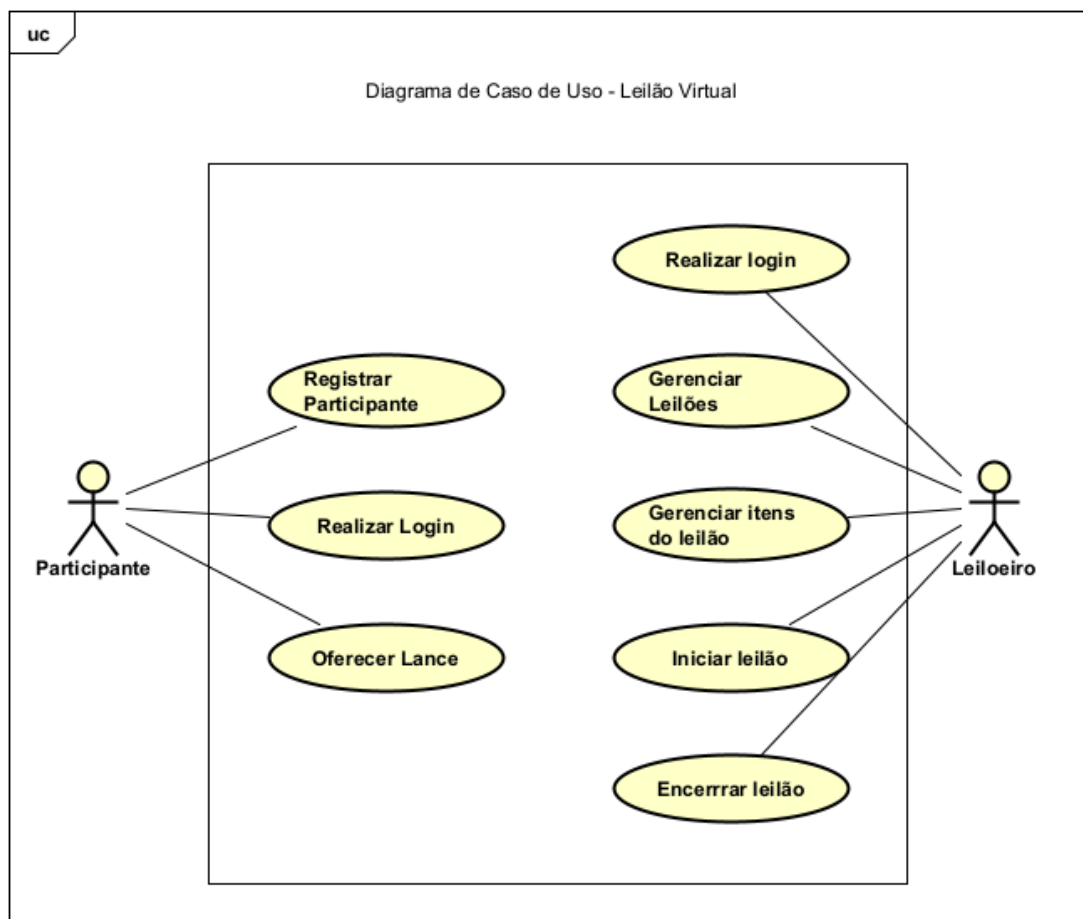 uc
Diagrama de Caso de Uso - Leilão Virtual
Realizar login
Registrar
Participante
Gerenciar
Leilões
Realizar Login
Gerenciar itens
do leilão
Participante
Leiloeiro
Oferecer Lance
Iniciar leilão
Encerrrar leilão